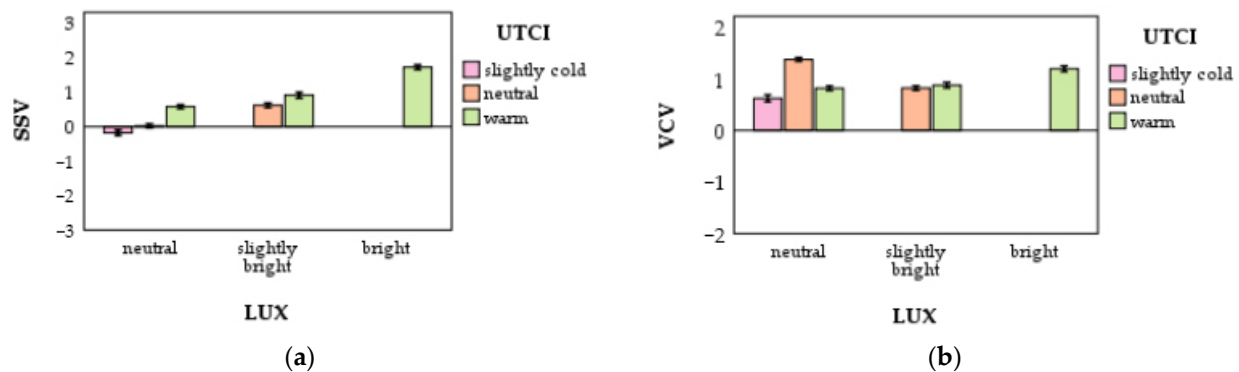 3
2
1
0
−1
−2
−3
SSV
neutral
slightly
bright
bright
LUX
UTCI
slightly cold
neutral
warm
(a)
2
1
0
−1
−2
VCV
neutral
slightly
bright
bright
LUX
UTCI
slightly cold
neutral
warm
(b)